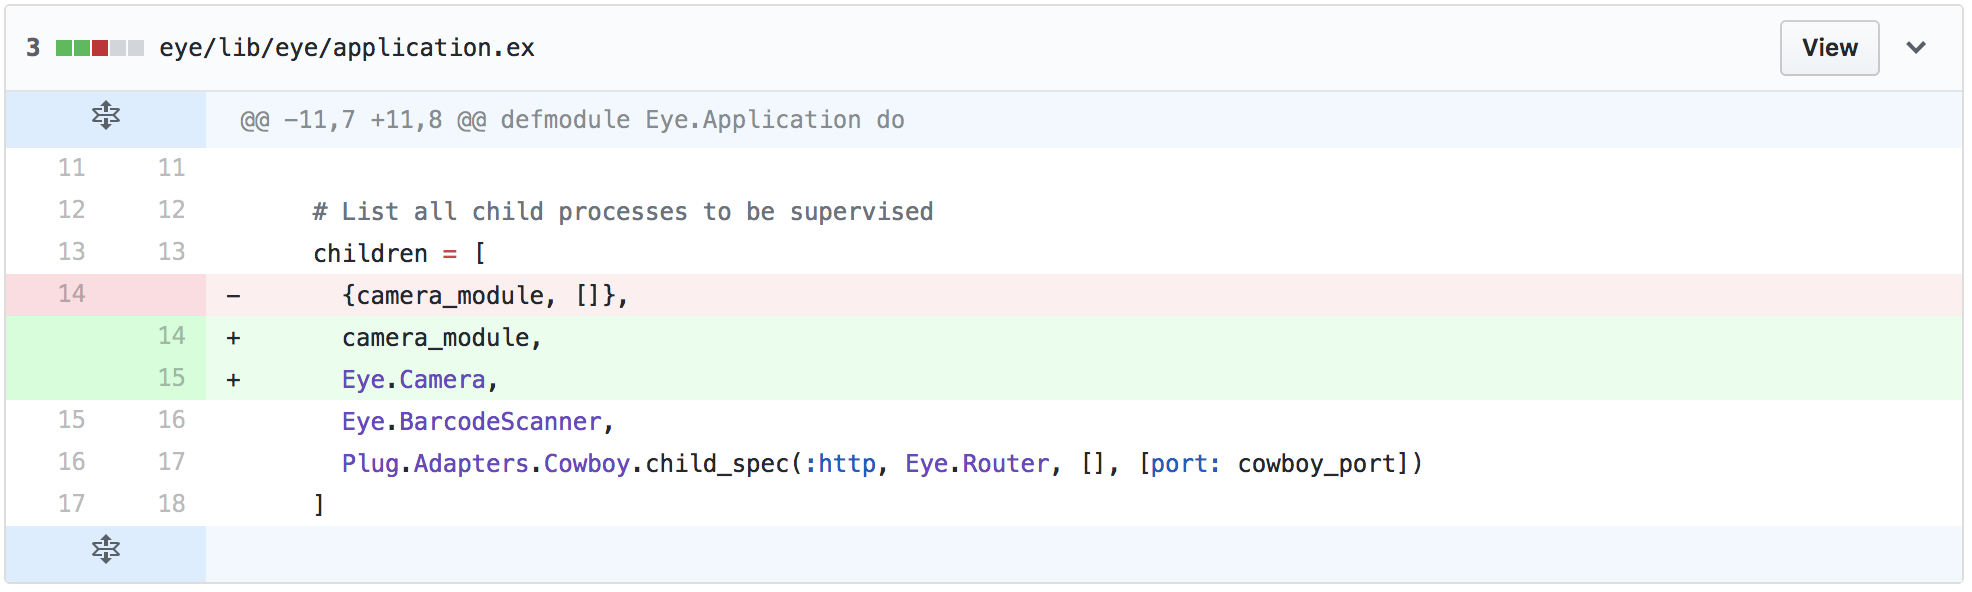 3 eye/lib/eye/application.ex View
@@ -11,7 +11,8 @@ defmodule Eye.Application do
11 11
12 12 # List all child processes to be supervised
13 13 children = [
14 - {camera_module, []},
14 + camera_module,
15 + Eye.Camera,
15 16 Eye.BarcodeScanner,
16 17 Plug.Adapters.Cowboy.child_spec(:http, Eye.Router, [], [port: cowboy_port])
17 18 ]